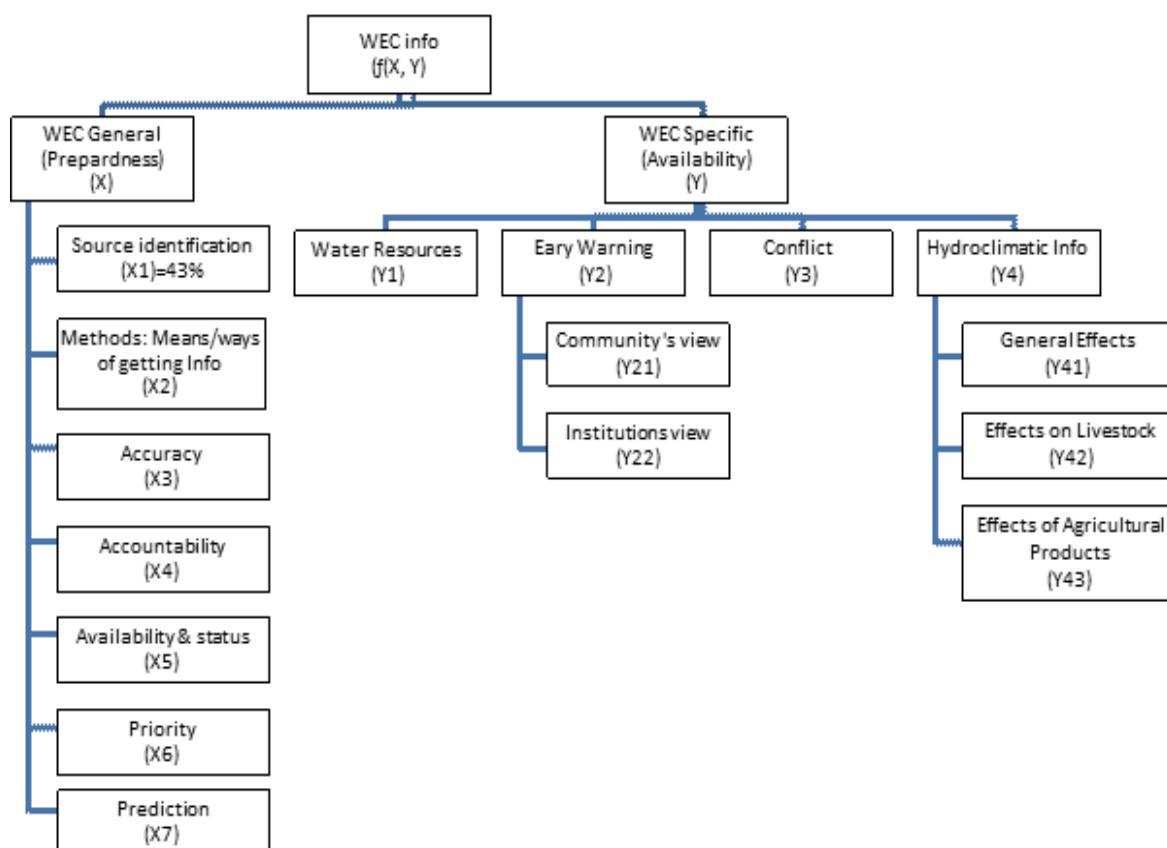 WEC info
(ƒ(X, Y)
WEC General
(Prepardness)
(X)
WEC Specific
(Availability)
(Y)
Source identification
(X1)=43%
Methods: Means/ways
of getting Info
(X2)
Accuracy
(X3)
Accountability
(X4)
Availability & status
(X5)
Priority
(X6)
Prediction
(X7)
Water Resources
(Y1)
Eary Warning
(Y2)
Community's view
(Y21)
Institutions view
(Y22)
Conflict
(Y3)
Hydroclimatic Info
(Y4)
General Effects
(Y41)
Effects on Livestock
(Y42)
Effects of Agricultural
Products
(Y43)